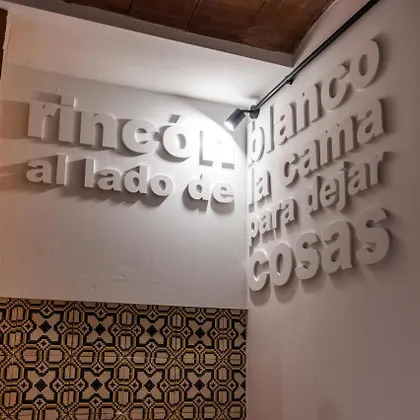 rincón blanco
al lado de la cama
para dejar
cosas